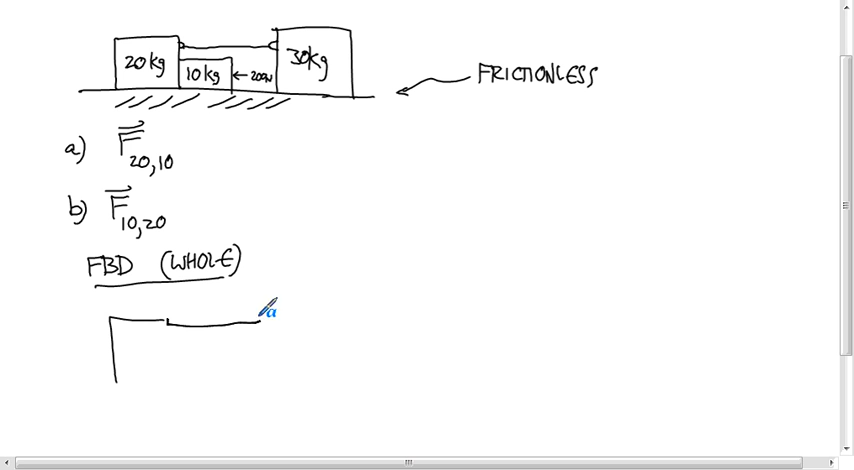 20kg 10kg ←200N 30kg
FRICTIONLESS
a) F⃗20,10
b) F⃗10,20
FBD (WHOLE)
a